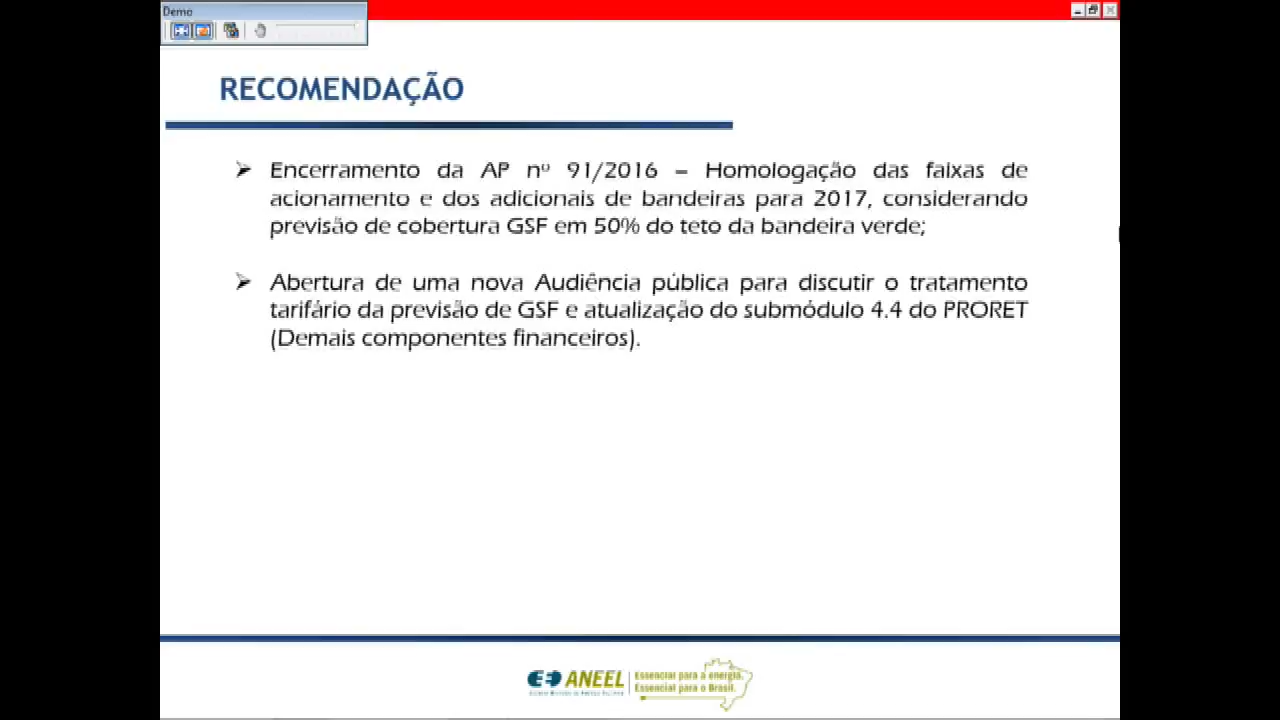 Demo
RECOMENDAÇÃO
Encerramento da AP nº 91/2016 – Homologação das faixas de
acionamento e dos adicionais de bandeiras para 2017, considerando
previsão de cobertura GSF em 50% do teto da bandeira verde;
Abertura de uma nova Audiência pública para discutir o tratamento
tarifário da previsão de GSF e atualização do submódulo 4.4 do PRORET
(Demais componentes financeiros).
ANEEL
Essencial para a energia.
Essencial para o Brasil.